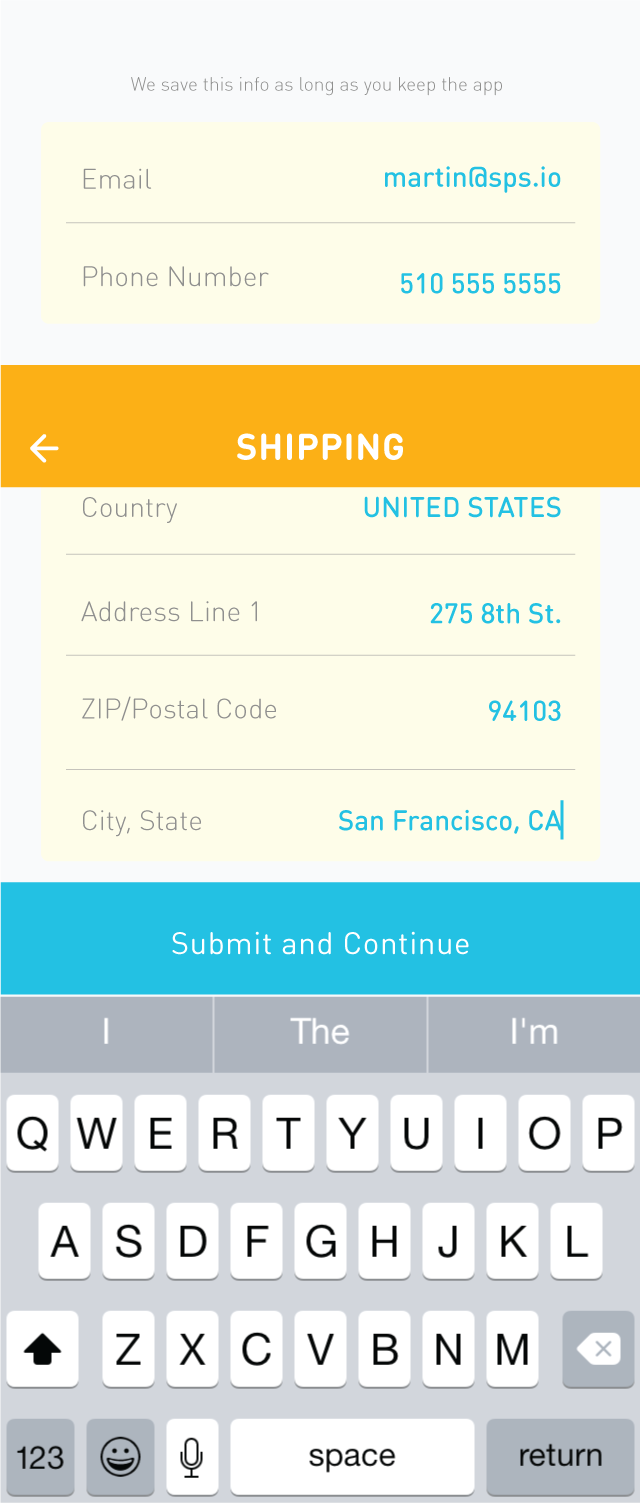 We save this info as long as you keep the app
Email martin@sps.io
Phone Number 510 555 5555
SHIPPING
Country UNITED STATES
Address Line 1 275 8th St.
ZIP/Postal Code 94103
City, State San Francisco, CA
Submit and Continue
I The I'm
Q W E R T Y U I O P
A S D F G H J K L
Z X C V B N M
123 space return